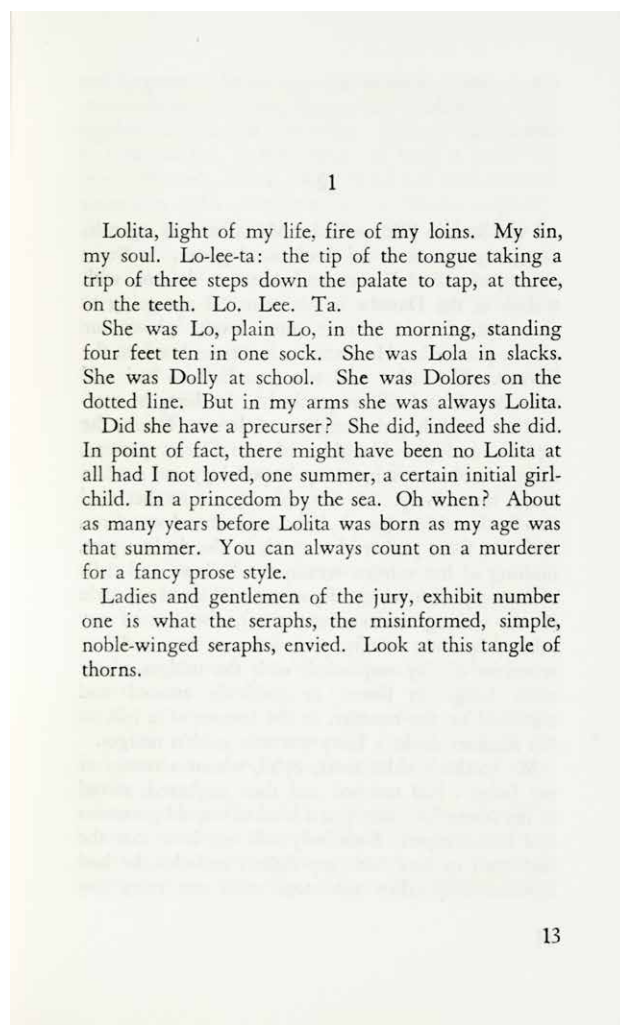 1
Lolita, light of my life, fire of my loins. My sin,
my soul. Lo-lee-ta: the tip of the tongue taking a
trip of three steps down the palate to tap, at three,
on the teeth. Lo. Lee. Ta.
She was Lo, plain Lo, in the morning, standing
four feet ten in one sock. She was Lola in slacks.
She was Dolly at school. She was Dolores on the
dotted line. But in my arms she was always Lolita.
Did she have a precurser? She did, indeed she did.
In point of fact, there might have been no Lolita at
all had I not loved, one summer, a certain initial girl-
child. In a princedom by the sea. Oh when? About
as many years before Lolita was born as my age was
that summer. You can always count on a murderer
for a fancy prose style.
Ladies and gentlemen of the jury, exhibit number
one is what the seraphs, the misinformed, simple,
noble-winged seraphs, envied. Look at this tangle of
thorns.
13